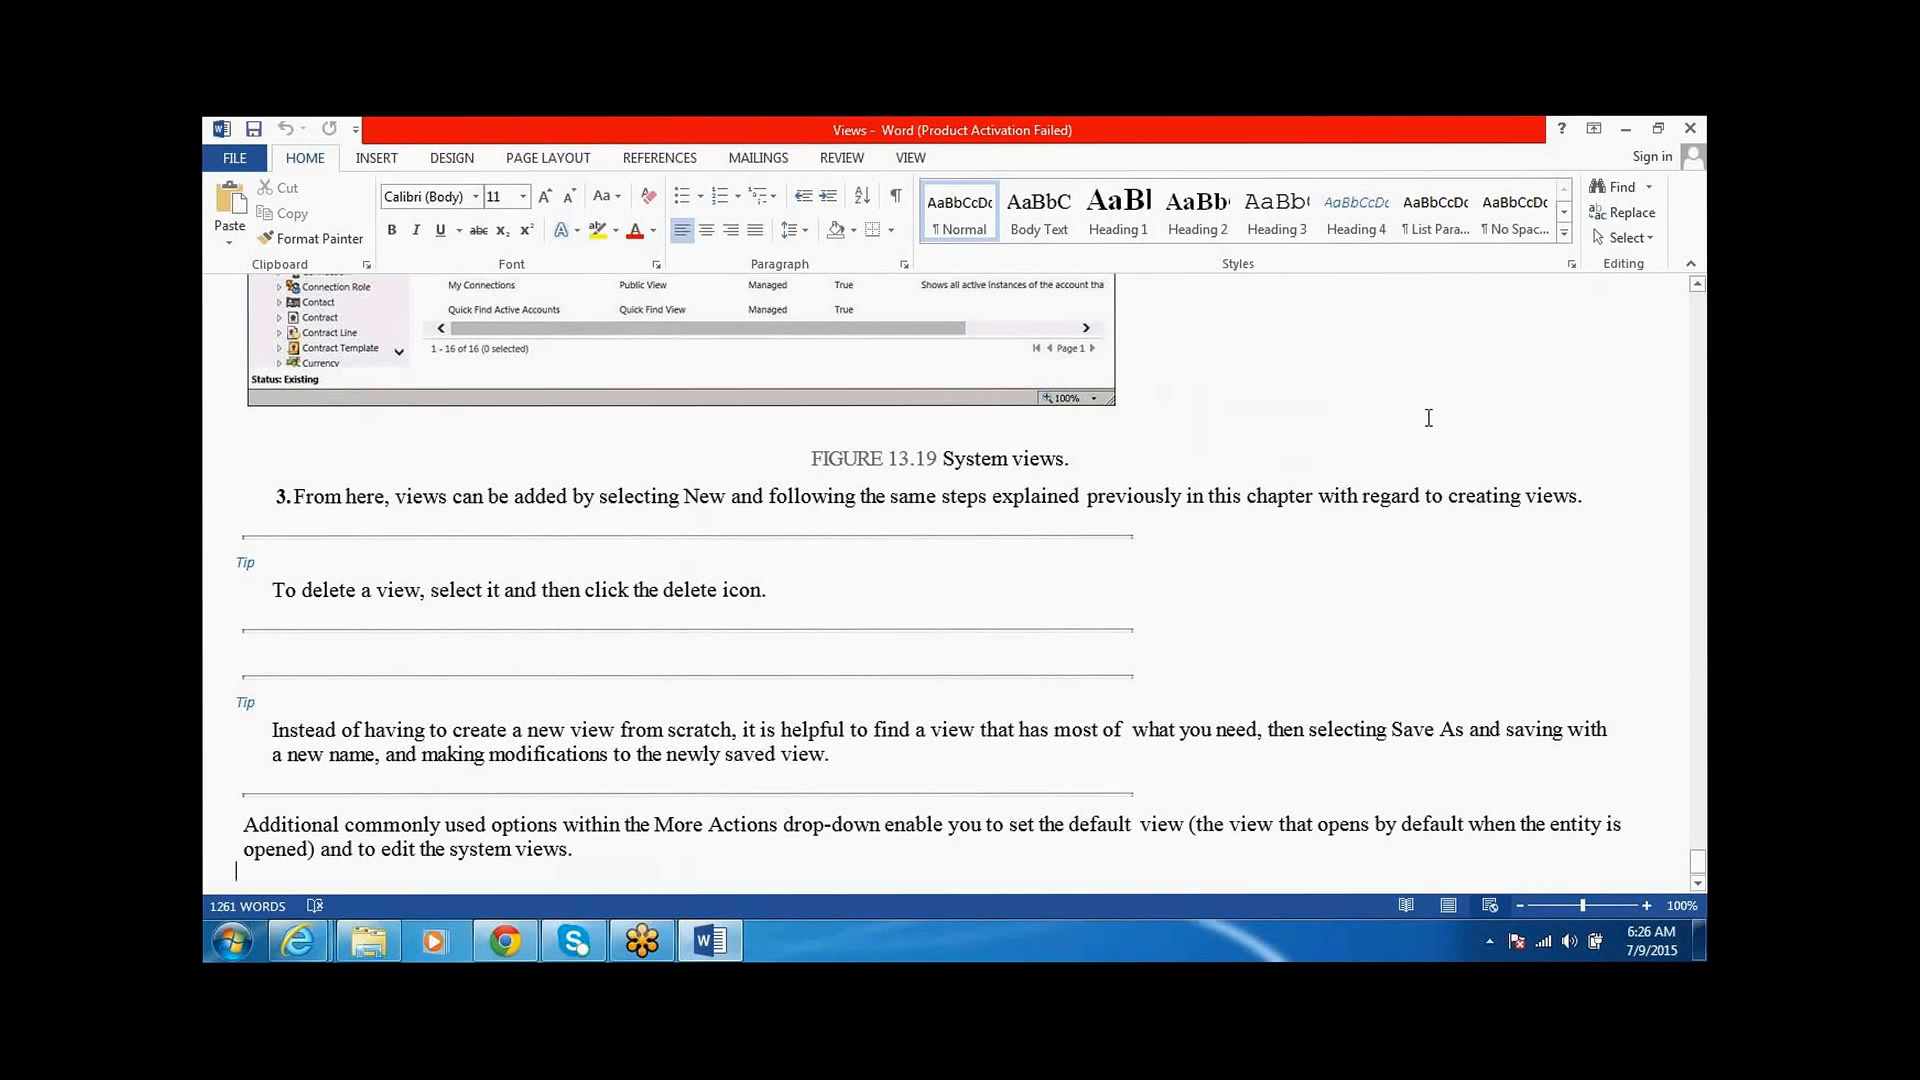 Views - Word (Product Activation Failed)
?
FILE HOME INSERT DESIGN PAGE LAYOUT REFERENCES MAILINGS REVIEW VIEW
Sign in
Paste
Cut
Copy
Format Painter
Clipboard
Calibri (Body) 11
Aa
B I U abc X₂ X²
A
Font
Paragraph
AaBbCcDc AaBbC AaBl AaBb AaBb( AaBbCcDc AaBbCcDc AaBbCcDc
¶ Normal Body Text Heading 1 Heading 2 Heading 3 Heading 4 ¶ List Para... ¶ No Spac...
Styles
Find
Replace
Select
Editing
Connection Role
Contact
Contract
Contract Line
Contract Template
Currency
My Connections Public View Managed True Shows all active instances of the account tha
Quick Find Active Accounts Quick Find View Managed True
1 - 16 of 16 (0 selected)
Page 1
Status: Existing
100%
FIGURE 13.19 System views.
3. From here, views can be added by selecting New and following the same steps explained previously in this chapter with regard to creating views.
Tip
To delete a view, select it and then click the delete icon.
Tip
Instead of having to create a new view from scratch, it is helpful to find a view that has most of what you need, then selecting Save As and saving with
a new name, and making modifications to the newly saved view.
Additional commonly used options within the More Actions drop-down enable you to set the default view (the view that opens by default when the entity is
opened) and to edit the system views.
1261 WORDS
100%
6:26 AM
7/9/2015